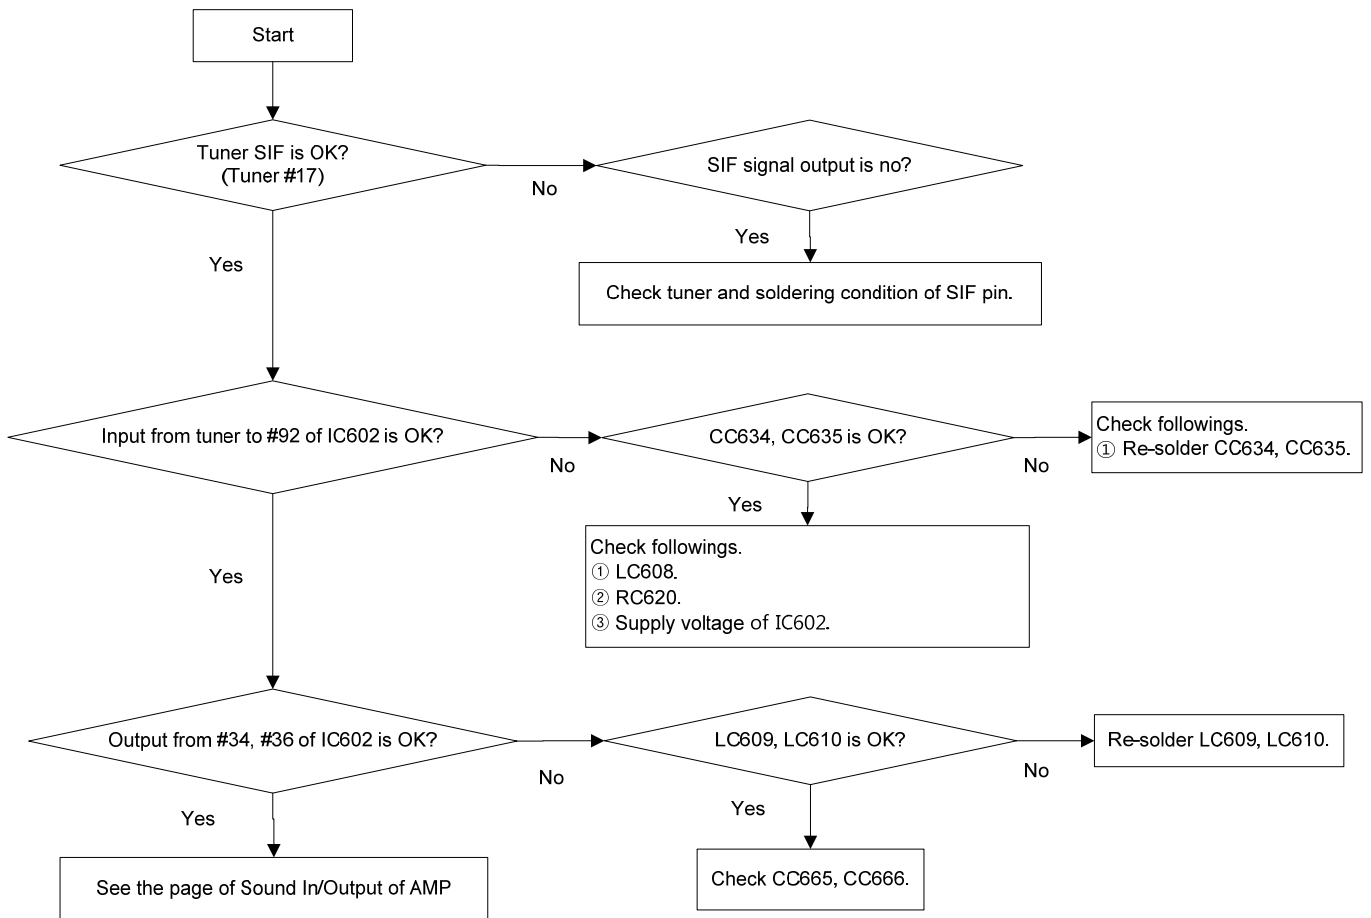 Start
Tuner SIF is OK?
(Tuner #17)
No
SIF signal output is no?
Yes
Yes
Check tuner and soldering condition of SIF pin.
Input from tuner to #92 of IC602 is OK?
No
CC634, CC635 is OK?
No
Check followings.
① Re-solder CC634, CC635.
Yes
Yes
Check followings.
① LC608.
② RC620.
③ Supply voltage of IC602.
Output from #34, #36 of IC602 is OK?
No
LC609, LC610 is OK?
No
Re-solder LC609, LC610.
Yes
Yes
See the page of Sound In/Output of AMP
Check CC665, CC666.